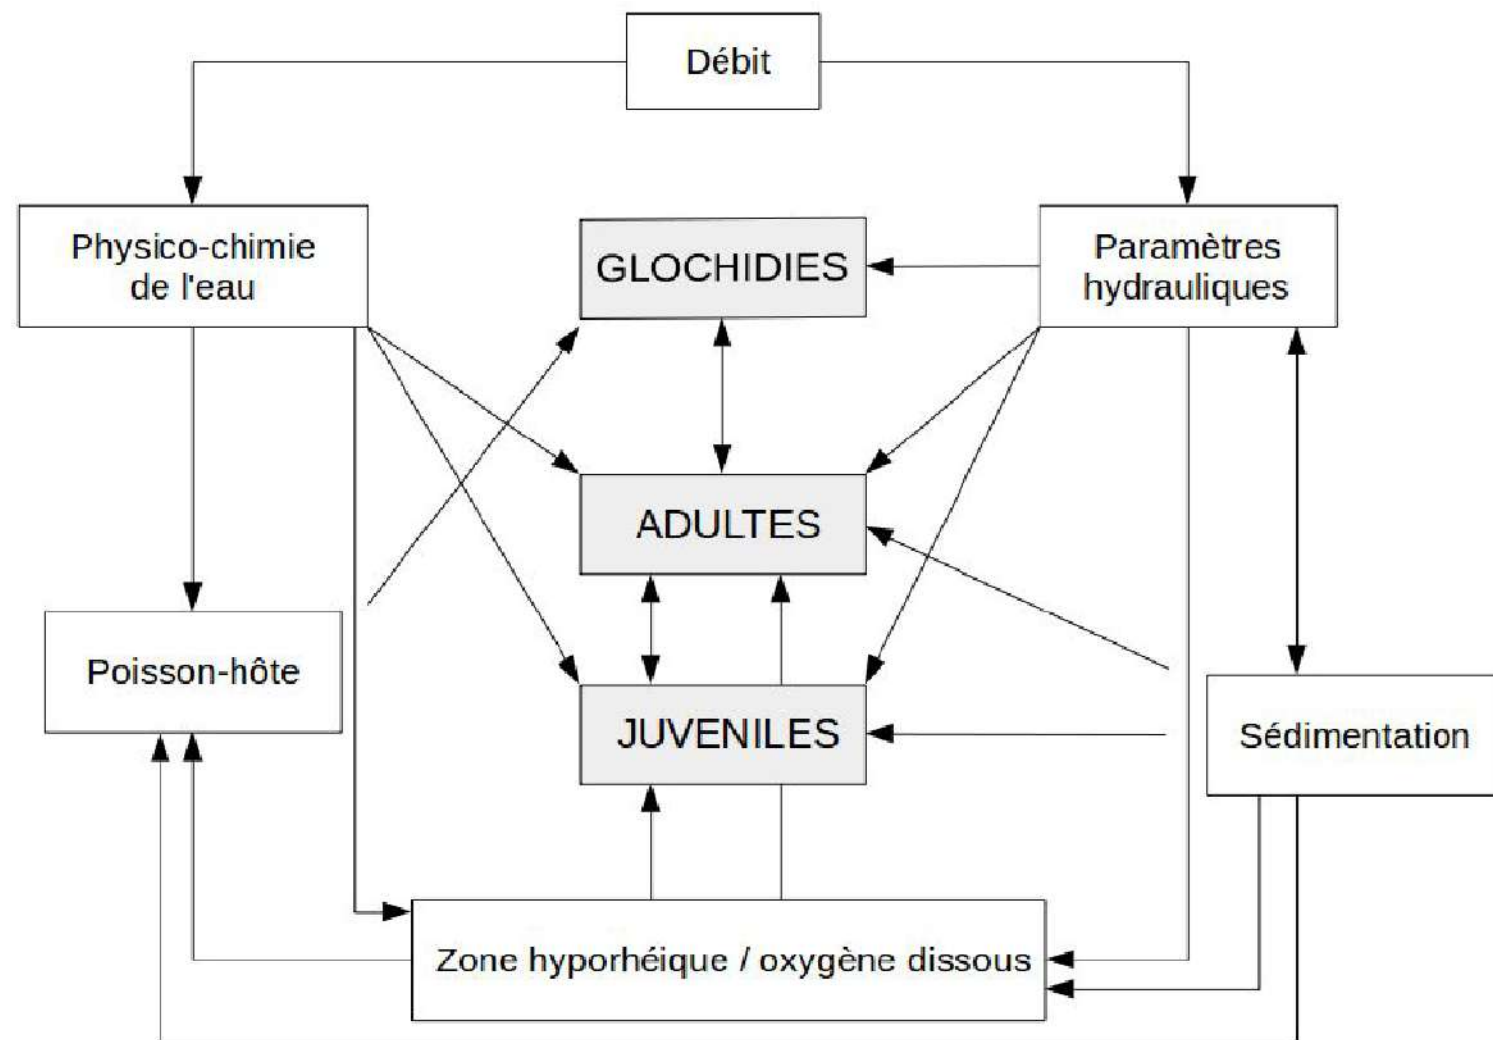 Débit
Physico-chimie
de l'eau
GLOCHIDIES
Paramètres
hydrauliques
ADULTES
Poisson-hôte
JUVENILES
Sédimentation
Zone hyporhéique / oxygène dissous